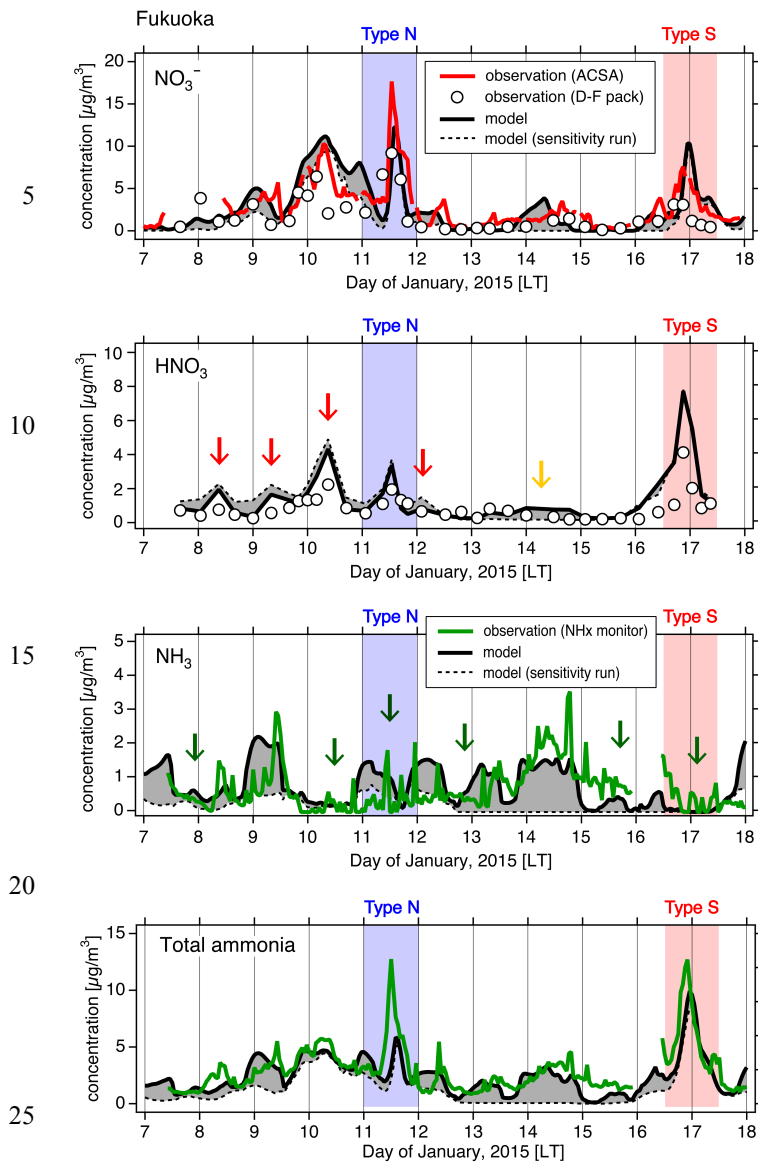 Fukuoka
Type N Type S
20
15
10
5
0
concentration [µg/m³]
NO₃⁻
observation (ACSA)
observation (D-F pack)
model
model (sensitivity run)
7 8 9 10 11 12 13 14 15 16 17 18
Day of January, 2015 [LT]
5
Type N Type S
10
8
6
4
2
0
concentration [µg/m³]
HNO₃
7 8 9 10 11 12 13 14 15 16 17 18
Day of January, 2015 [LT]
10
Type N Type S
5
4
3
2
1
0
concentration [µg/m³]
NH₃
observation (NHx monitor)
model
model (sensitivity run)
7 8 9 10 11 12 13 14 15 16 17 18
Day of January, 2015 [LT]
15
20
Type N Type S
15
10
5
0
concentration [µg/m³]
Total ammonia
7 8 9 10 11 12 13 14 15 16 17 18
Day of January, 2015 [LT]
25